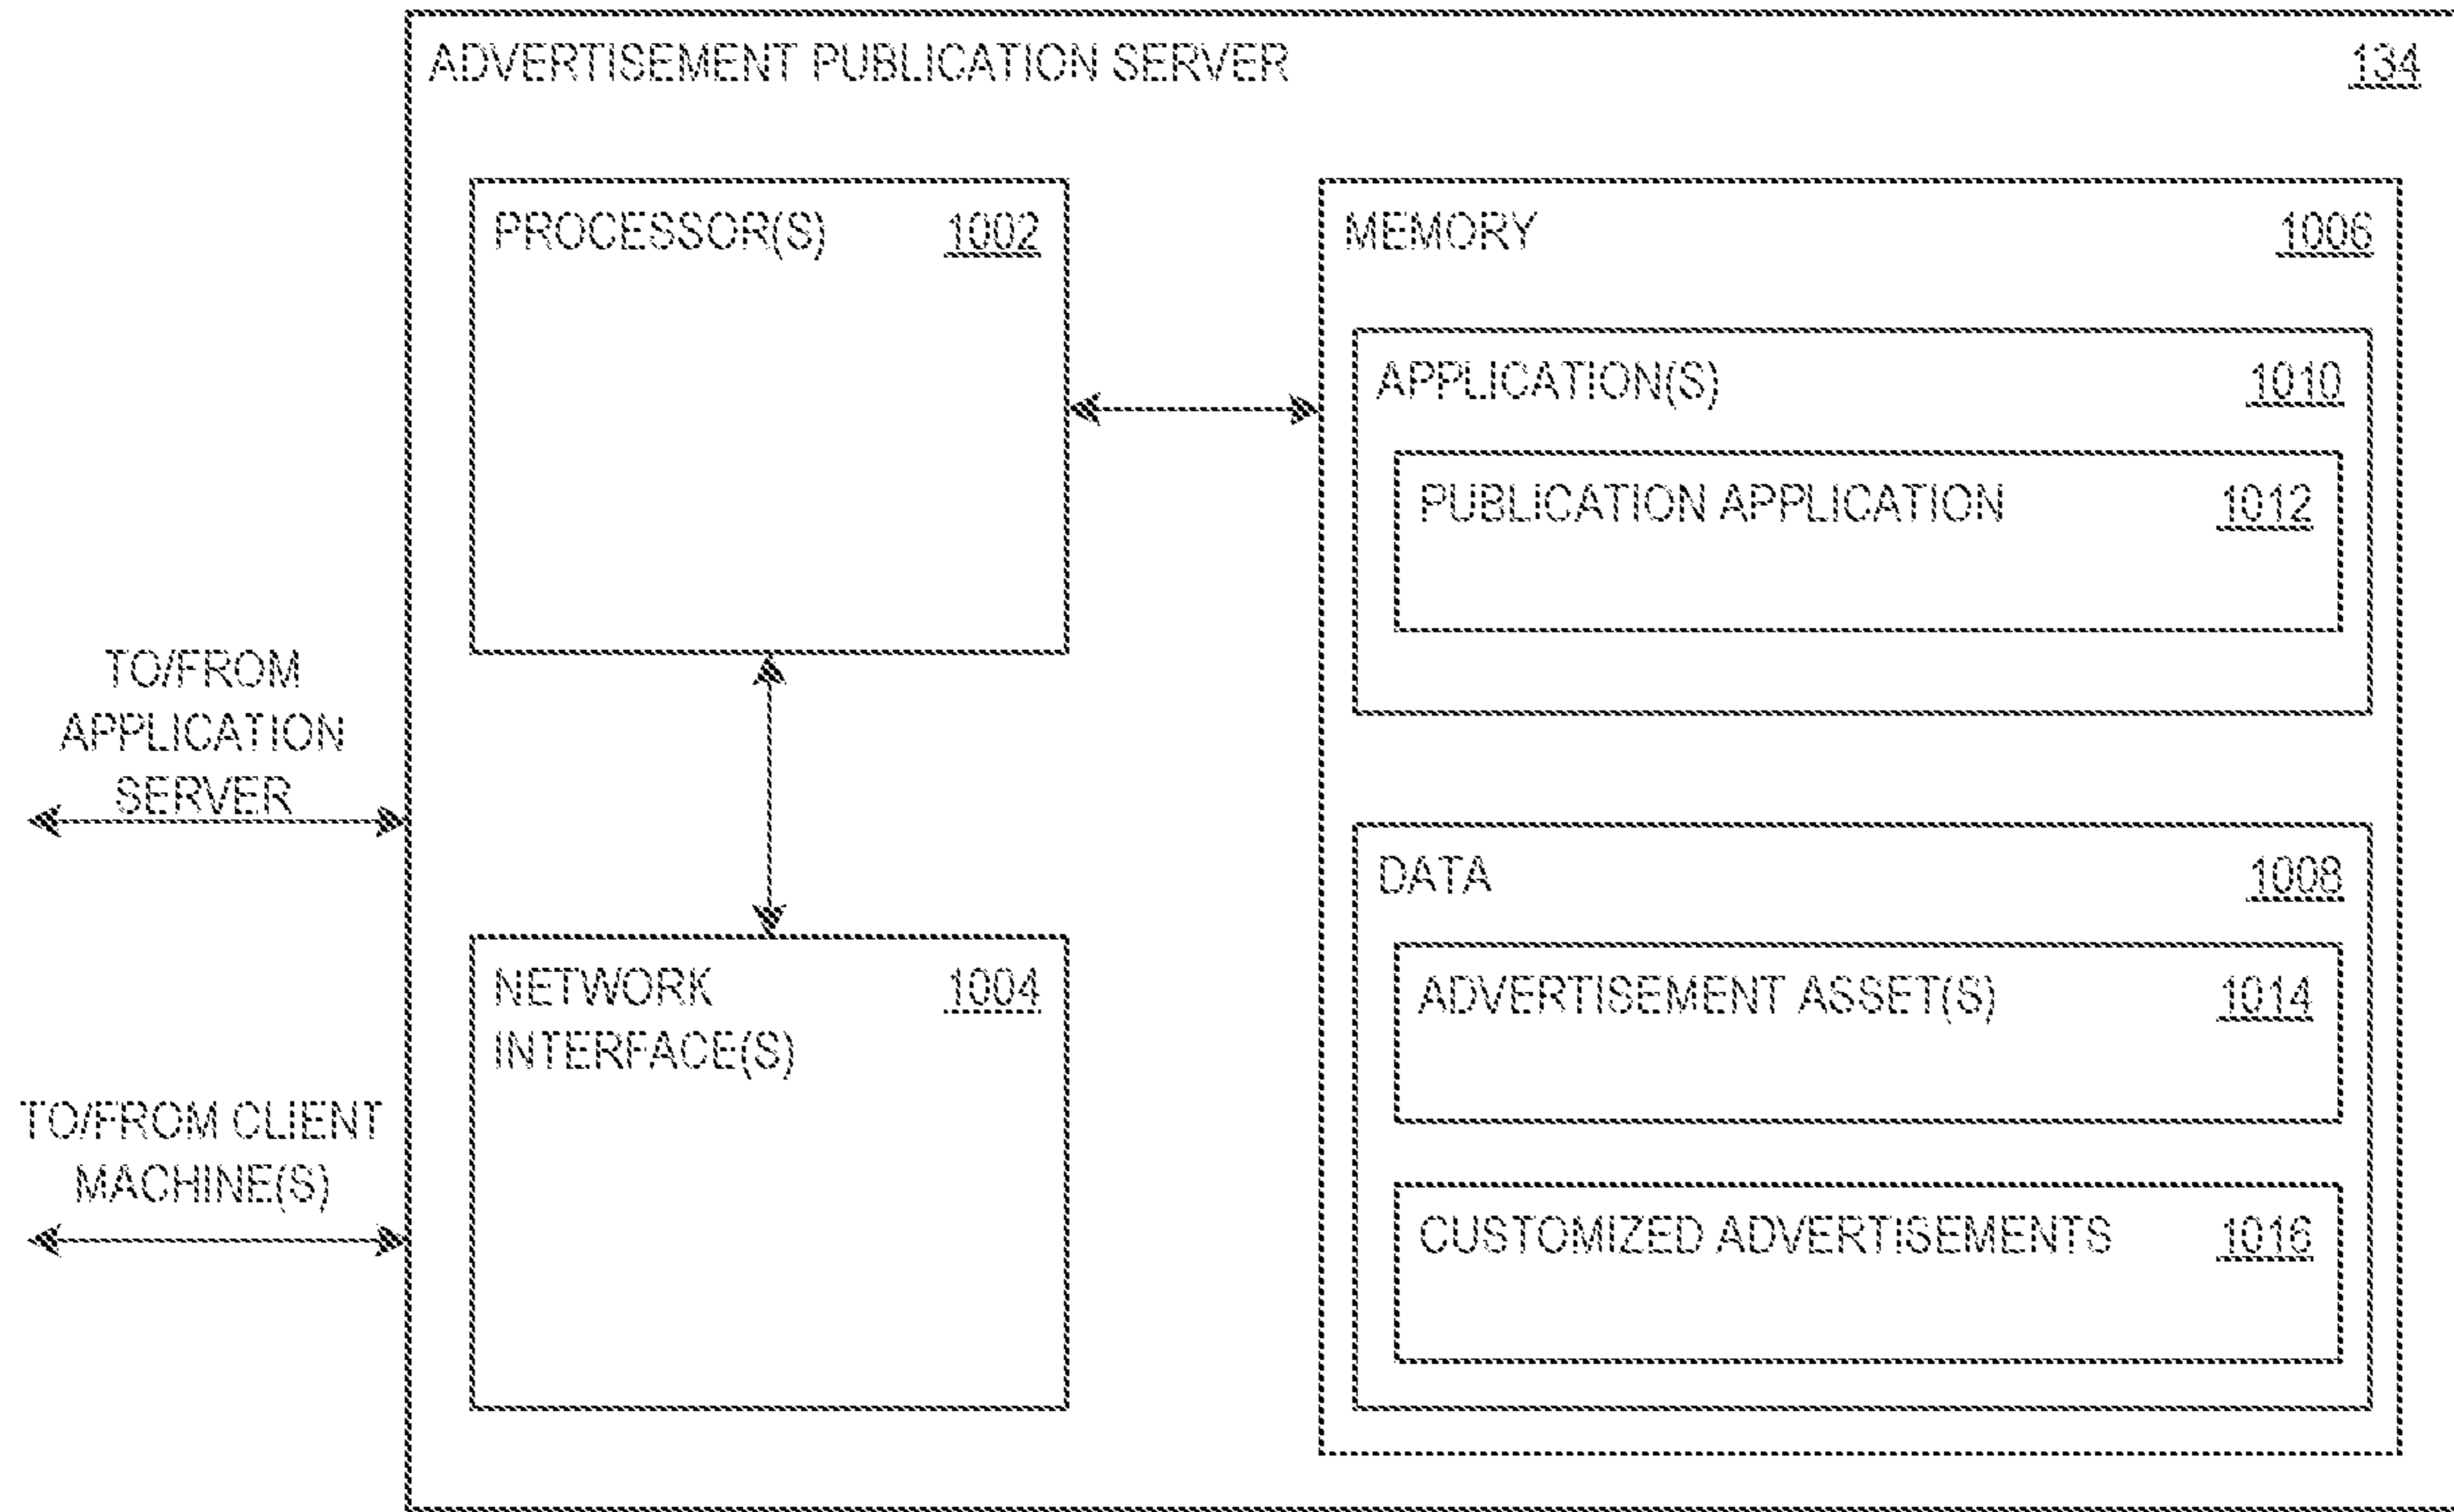 ADVERTISEMENT PUBLICATION SERVER 134
PROCESSOR(S) 1002
MEMORY 1006
APPLICATION(S) 1010
PUBLICATION APPLICATION 1012
TO/FROM
APPLICATION
SERVER
DATA 1008
NETWORK 1004
INTERFACE(S)
ADVERTISEMENT ASSET(S) 1014
TO/FROM CLIENT
MACHINE(S)
CUSTOMIZED ADVERTISEMENTS 1016